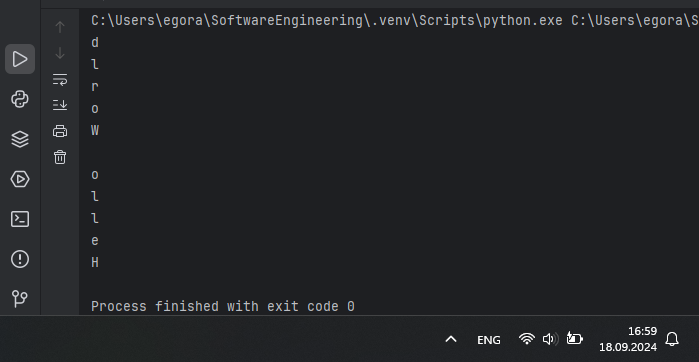 C:\Users\egora\SoftwareEngineering\.venv\Scripts\python.exe C:\Users\egora\S
d
l
r
o
W
o
l
l
e
H
Process finished with exit code 0
ENG
16:59
18.09.2024